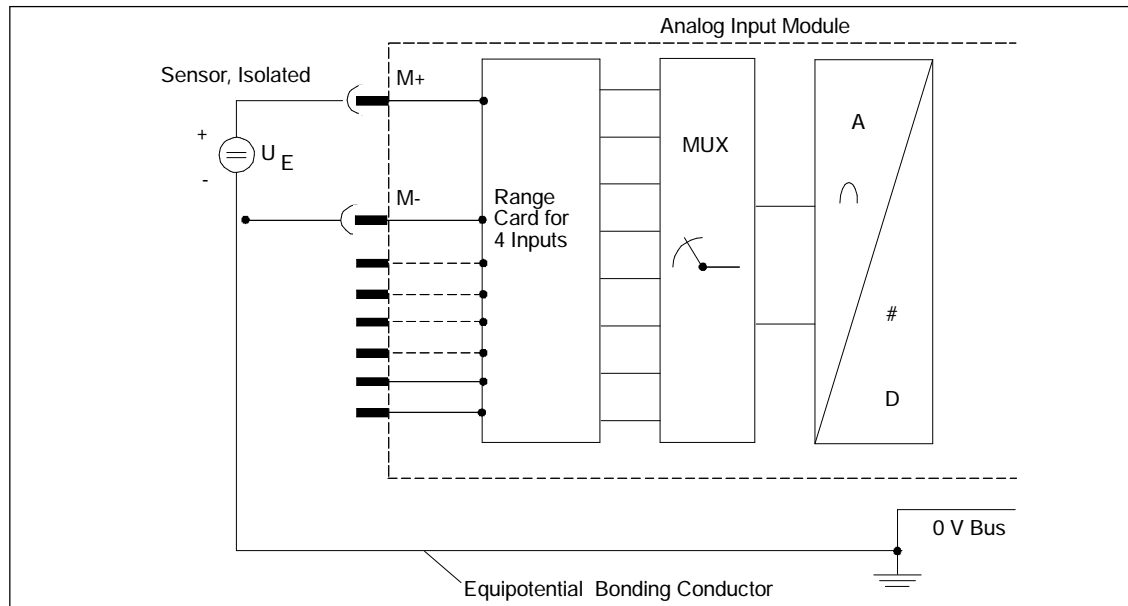 Analog Input Module
Sensor, Isolated
M+
+
U E
-
M-
Range
Card for
4 Inputs
MUX
A
#
D
0 V Bus
Equipotential Bonding Conductor